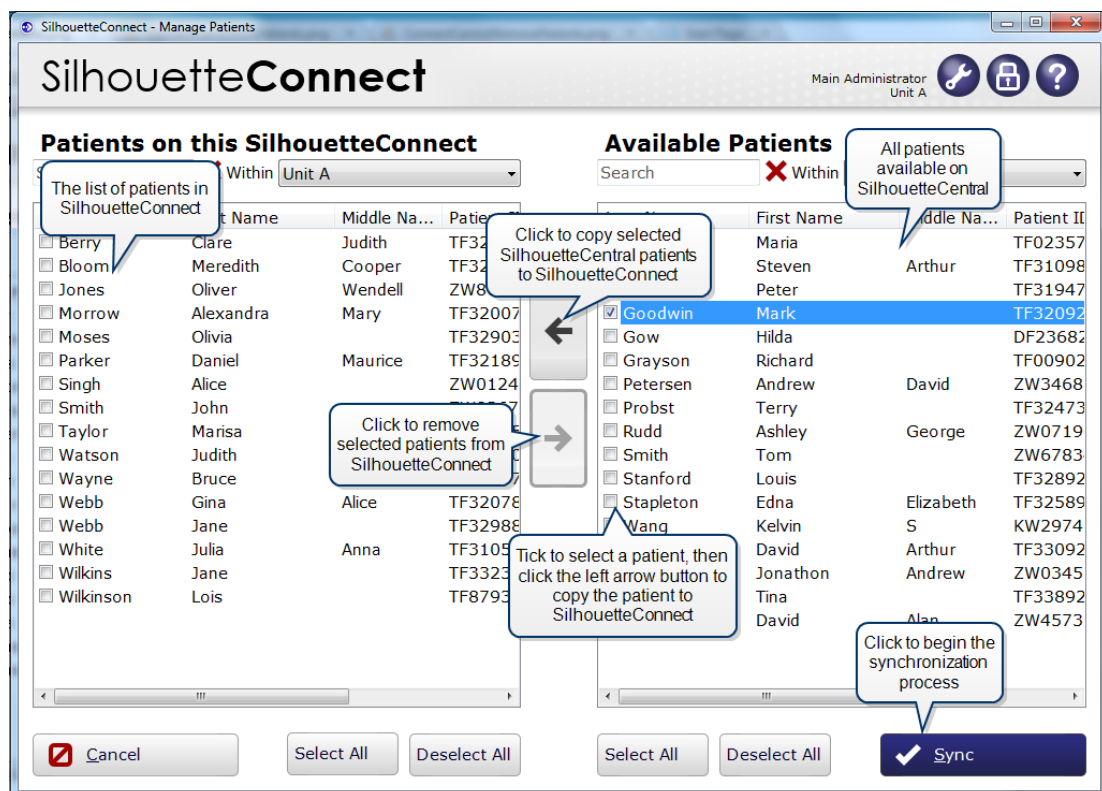 SilhouetteConnect - Manage Patients
SilhouetteConnect
Main Administrator
Unit A
Patients on this SilhouetteConnect
Within Unit A
The list of patients in
SilhouetteConnect
Name Middle Na... Patient
Berry Clare Judith TF32
Bloom Meredith Cooper TF32
Jones Oliver Wendell ZW8
Morrow Alexandra Mary TF32007
Moses Olivia TF32903
Parker Daniel Maurice TF32189
Singh Alice ZW0124
Smith John
Taylor Marisa
Watson Judith
Wayne Bruce
Webb Gina Alice TF32078
Webb Jane TF32988
White Julia Anna TF3105
Wilkins Jane TF3323
Wilkinson Lois TF8793
Click to copy selected
SilhouetteCentral patients
to SilhouetteConnect
Click to remove
selected patients from
SilhouetteConnect
Available Patients
Search Within
All patients
available on
SilhouetteCentral
First Name Middle Na... Patient ID
Maria TF02357
Steven Arthur TF31098
Peter TF31947
Goodwin Mark TF32092
Gow Hilda DF23682
Grayson Richard TF00902
Petersen Andrew David ZW3468
Probst Terry TF32473
Rudd Ashley George ZW0719
Smith Tom ZW6783
Stanford Louis TF32892
Stapleton Edna Elizabeth TF32589
Wang Kelvin S KW2974
David Arthur TF33092
Jonathon Andrew ZW0345
Tina TF33892
David Alan ZW4573
Tick to select a patient, then
click the left arrow button to
copy the patient to
SilhouetteConnect
Click to begin the
synchronization
process
Cancel
Select All
Deselect All
Select All
Deselect All
Sync